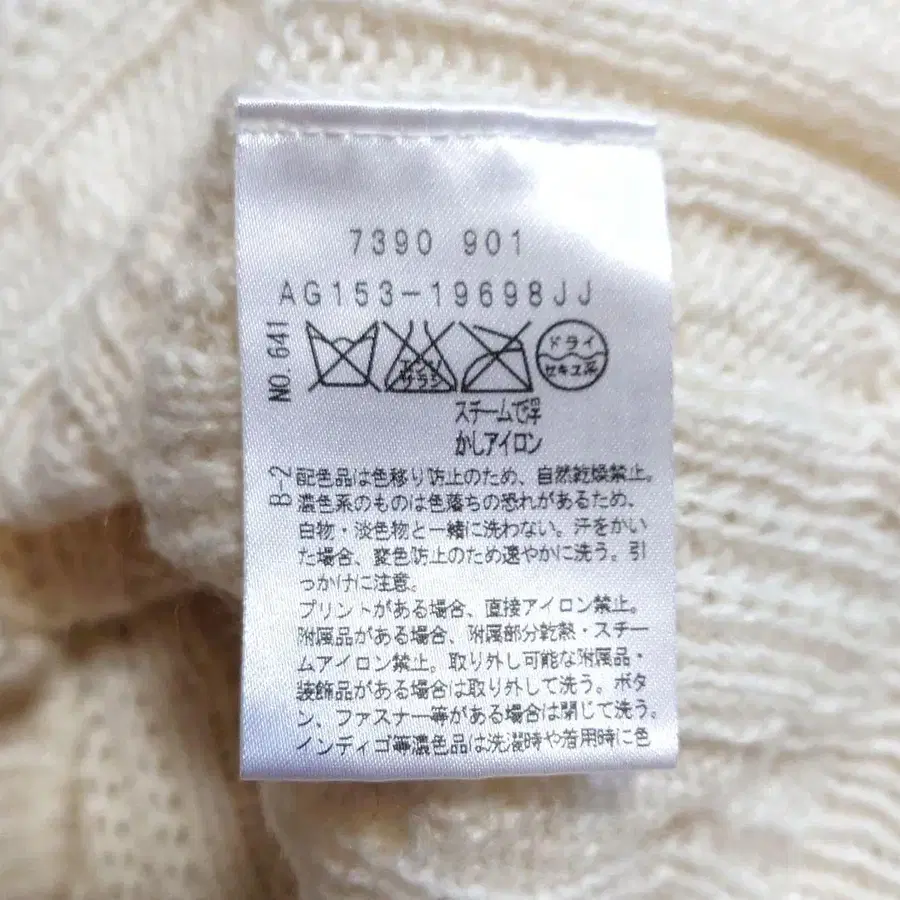 7390 901
AG153-19698JJ
NO. 641
エンソ
サラシ
ドライ
セキユ系
スチームで浮
かしアイロン
B-2
配色品は色移り防止のため、自然乾燥禁止。
濃色系のものは色落ちの恐れがあるため、
白物・淡色物と一緒に洗わない。汗をかい
た場合、変色防止のため速やかに洗う。引
っかけに注意。
プリントがある場合、直接アイロン禁止。
附属品がある場合、附属部分乾熱・スチー
ムアイロン禁止。取り外し可能な附属品・
装飾品がある場合は取り外して洗う。ボタ
ン、ファスナー等がある場合は閉じて洗う。
インディゴ等濃色品は洗濯時や着用時に色